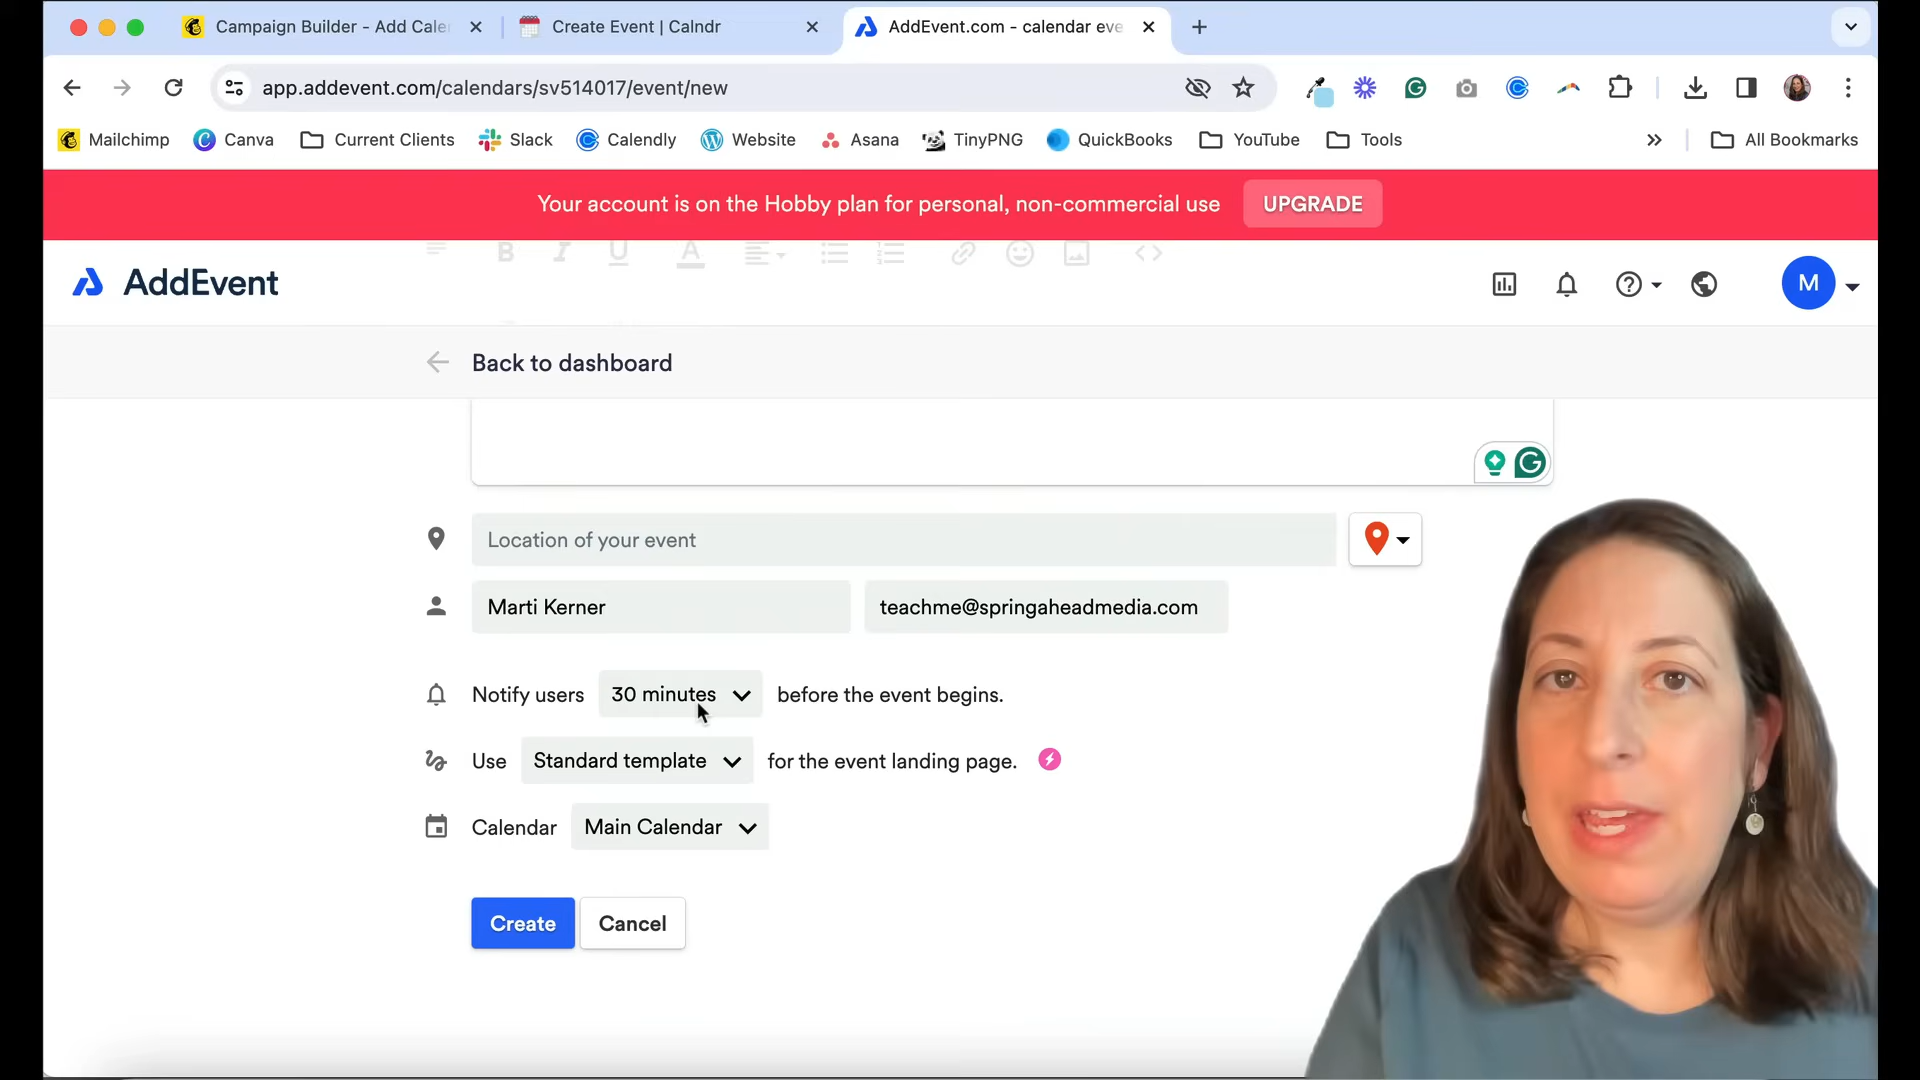 Campaign Builder - Add Cale
Create Event | Calndr
AddEvent.com - calendar eve
app.addevent.com/calendars/sv514017/event/new
Mailchimp
Canva
Current Clients
Slack
Calendly
Website
Asana
TinyPNG
QuickBooks
YouTube
Tools
All Bookmarks
Your account is on the Hobby plan for personal, non-commercial use
UPGRADE
AddEvent
M
Back to dashboard
Location of your event
Marti Kerner
teachme@springaheadmedia.com
Notify users 30 minutes before the event begins.
Use Standard template for the event landing page.
Calendar Main Calendar
Create
Cancel